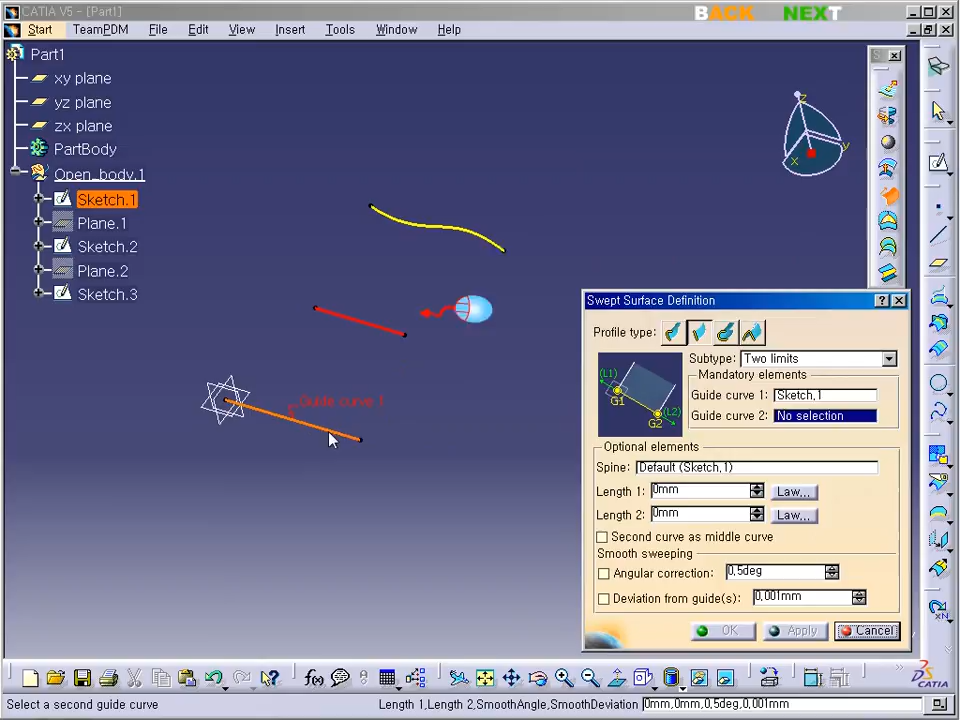 CATIA V5 - [Part1]
BACK NEXT
Start TeamPDM File Edit View Insert Tools Window Help
Part1
xy plane
yz plane
zx plane
PartBody
Open_body.1
Sketch.1
Plane.1
Sketch.2
Plane.2
Sketch.3
z
y
x
Guide curve 1
Swept Surface Definition
Profile type:
Subtype: Two limits
Mandatory elements
Guide curve 1: Sketch,1
Guide curve 2: No selection
(L1)
G1
(L2)
G2
Optional elements
Spine: Default (Sketch,1)
Length 1: 0mm Law...
Length 2: 0mm Law...
Second curve as middle curve
Smooth sweeping
Angular correction: 0,5deg
Deviation from guide(s): 0,001mm
OK Apply Cancel
f(x)
CATIA
Select a second guide curve
Length 1,Length 2,SmoothAngle,SmoothDeviation 0mm,0mm,0,5deg,0,001mm